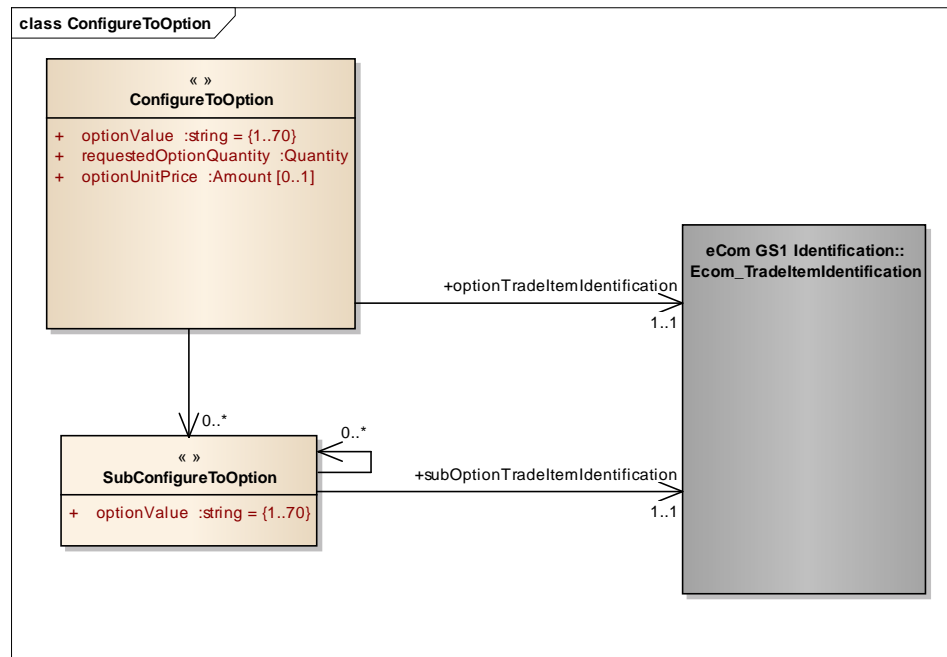 class ConfigureToOption
« »
ConfigureToOption
+ optionValue :string = {1..70}
+ requestedOptionQuantity :Quantity
+ optionUnitPrice :Amount [0..1]
eCom GS1 Identification::
Ecom_TradeItemIdentification
+optionTradeItemIdentification
1..1
0..*
0..*
« »
SubConfigureToOption
+ optionValue :string = {1..70}
+subOptionTradeItemIdentification
1..1